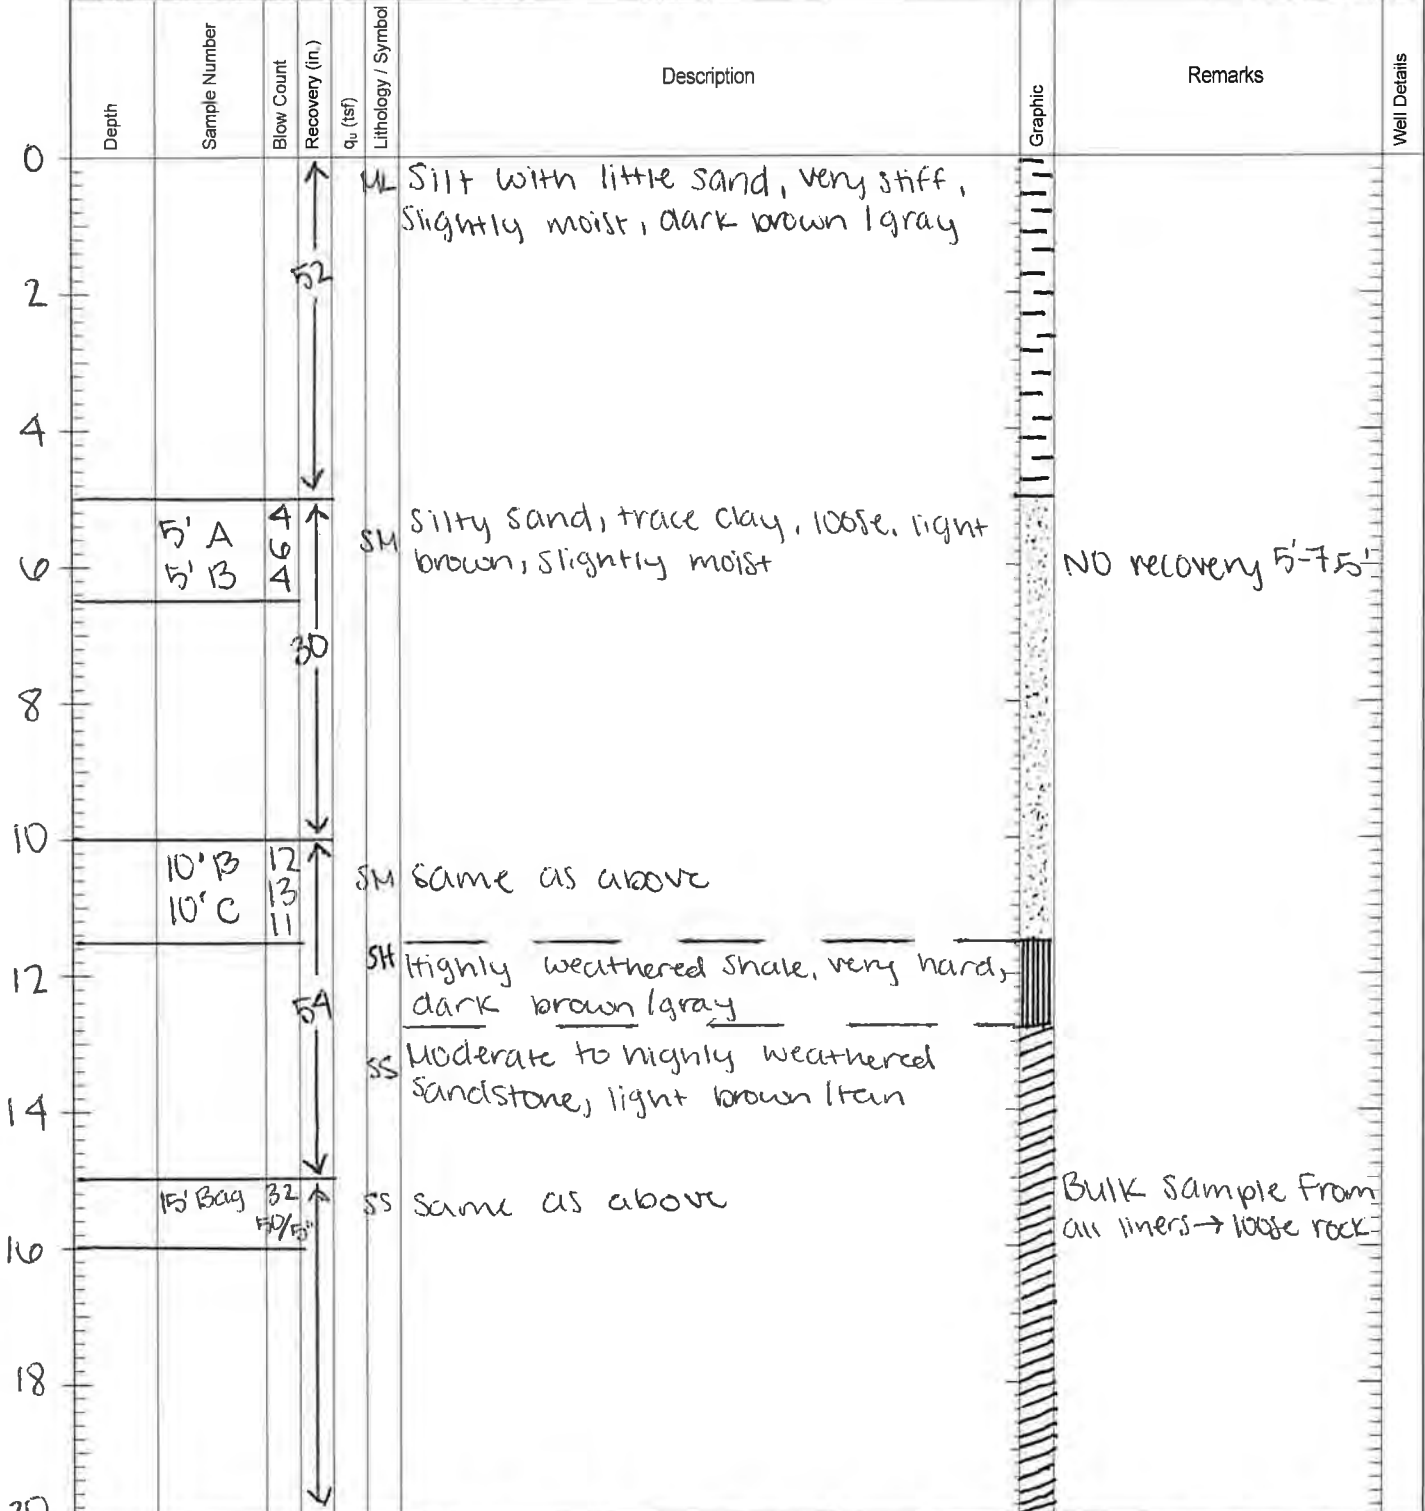 Depth
Sample Number
Blow Count
Recovery (in.)
qu (tsf)
Lithology / Symbol
Description
Graphic
Remarks
Well Details
0
ML Silt with little sand, very stiff,
slightly moist, dark brown / gray
52
2
4
5' A 4
6
5' B 4
SM Silty sand, trace clay, loose, light
brown, slightly moist
NO recovery 5'-7.5'
6
30
8
10
10' B 12
13
10' C 11
SM same as above
SH Highly weathered shale, very hard,
dark brown / gray
12
54
SS Moderate to highly weathered
sandstone, light brown / tan
14
15' Bag 32
50/5"
SS same as above
Bulk sample from
all liners → loose rock
16
18
20